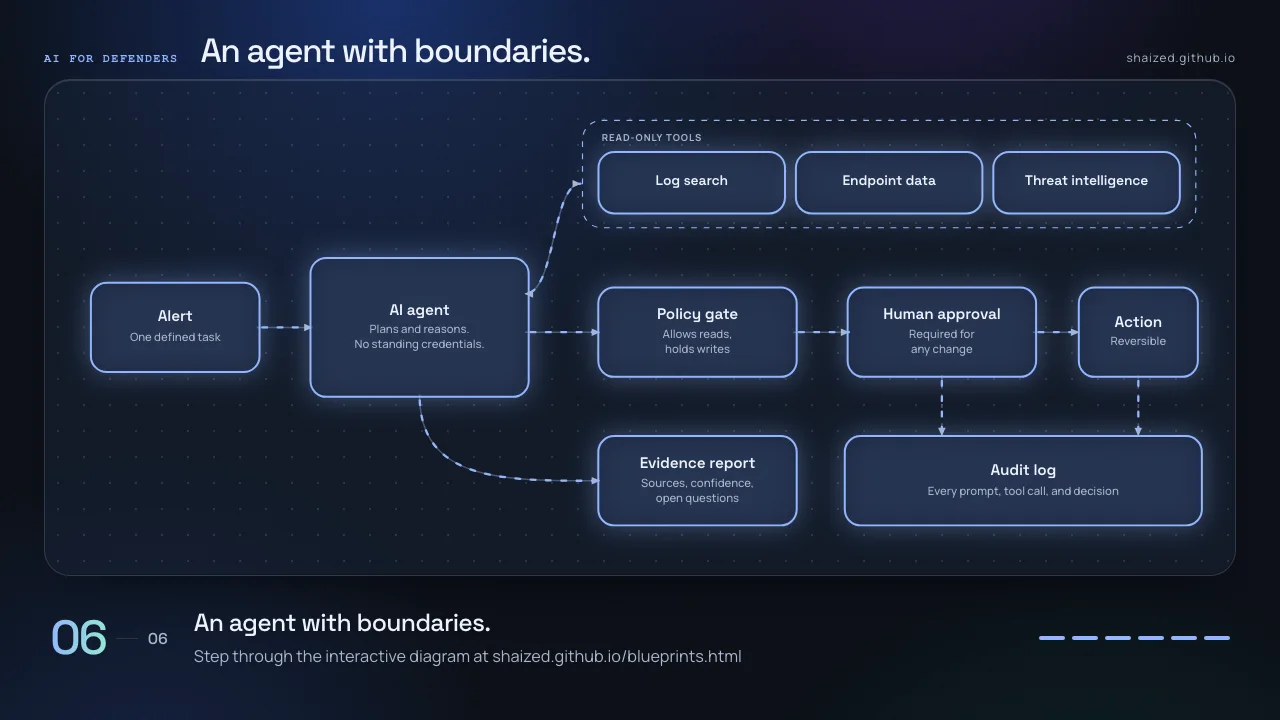 AI FOR DEFENDERS
An agent with boundaries.
shaized.github.io
READ-ONLY TOOLS
Log search
Endpoint data
Threat intelligence
Alert
One defined task
AI agent
Plans and reasons.
No standing credentials.
Policy gate
Allows reads,
holds writes
Human approval
Required for
any change
Action
Reversible
Evidence report
Sources, confidence,
open questions
Audit log
Every prompt, tool call, and decision
06
06
An agent with boundaries.
Step through the interactive diagram at shaized.github.io/blueprints.html